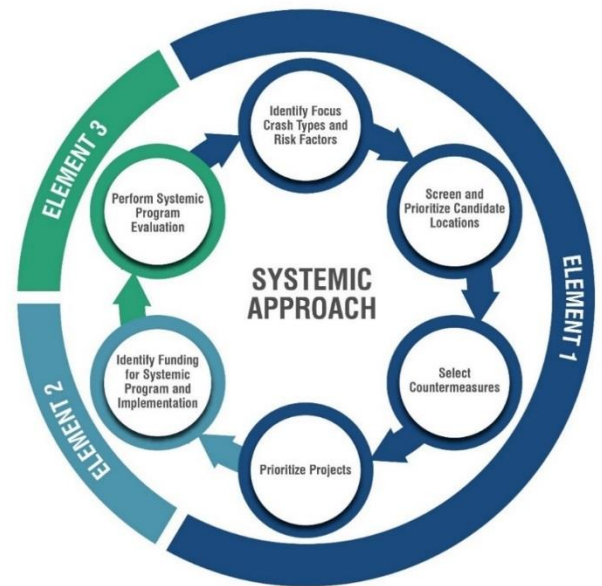 SYSTEMIC
APPROACH
Identify Focus
Crash Types and
Risk Factors
Screen and
Prioritize Candidate
Locations
Select
Countermeasures
Prioritize Projects
Identify Funding
for Systemic
Program and
Implementation
Perform Systemic
Program
Evaluation
ELEMENT 1
ELEMENT 2
ELEMENT 3